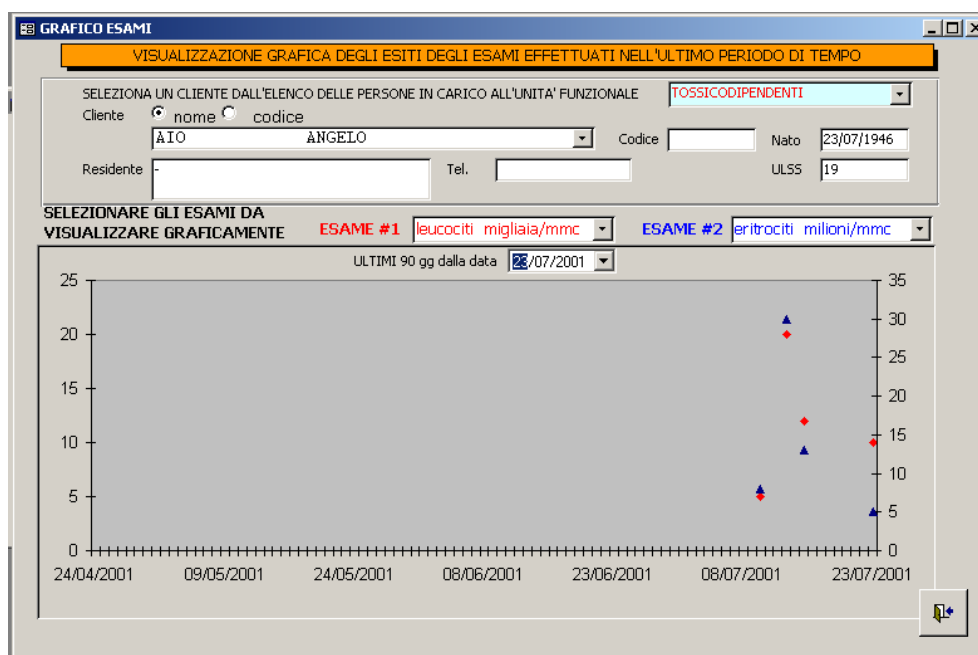 GRAFICO ESAMI
VISUALIZZAZIONE GRAFICA DEGLI ESITI DEGLI ESAMI EFFETTUATI NELL'ULTIMO PERIODO DI TEMPO
SELEZIONA UN CLIENTE DALL'ELENCO DELLE PERSONE IN CARICO ALL'UNITA' FUNZIONALE TOSSICODIPENDENTI
Cliente nome codice
AIO ANGELO Codice Nato 23/07/1946
Residente - Tel. ULSS 19
SELEZIONARE GLI ESAMI DA
VISUALIZZARE GRAFICAMENTE ESAME #1 leucociti migliaia/mmc ESAME #2 eritrociti milioni/mmc
ULTIMI 90 gg dalla data 23/07/2001
25 35
20 30
25
15 20
10 15
10
5 5
0 0
24/04/2001 09/05/2001 24/05/2001 08/06/2001 23/06/2001 08/07/2001 23/07/2001